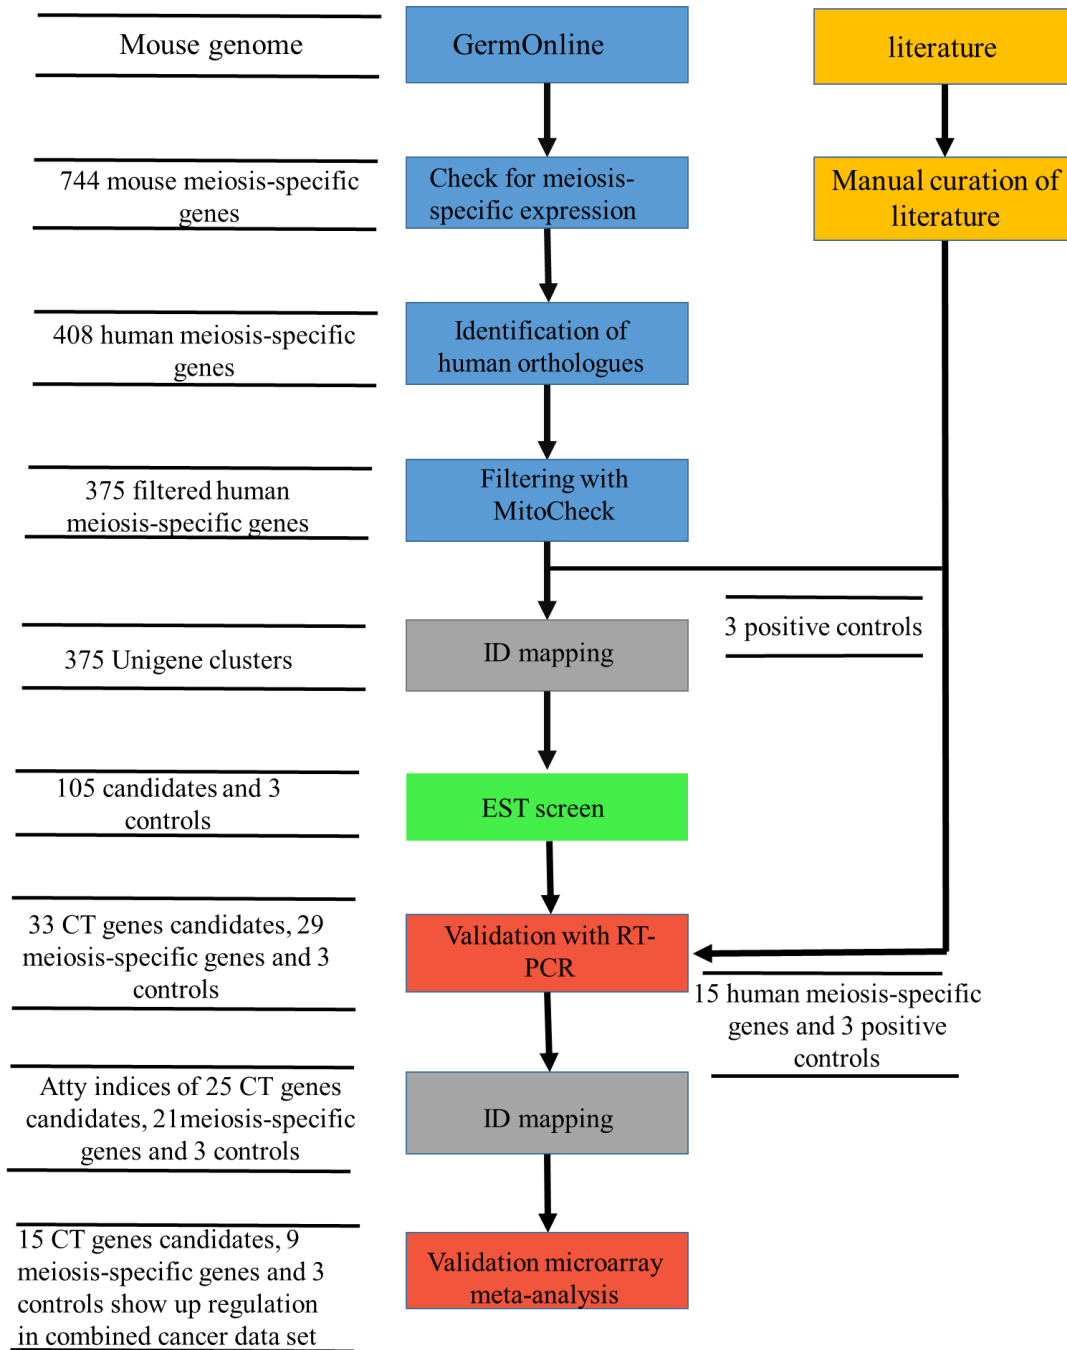 Mouse genome
GermOnline
literature
744 mouse meiosis-specific
genes
Check for meiosis-
specific expression
Manual curation of
literature
408 human meiosis-specific
genes
Identification of
human orthologues
375 filtered human
meiosis-specific genes
Filtering with
MitoCheck
3 positive controls
375 Unigene clusters
ID mapping
105 candidates and 3
controls
EST screen
33 CT genes candidates, 29
meiosis-specific genes and 3
controls
Validation with RT-
PCR
15 human meiosis-specific
genes and 3 positive
controls
Atty indices of 25 CT genes
candidates, 21meiosis-specific
genes and 3 controls
ID mapping
15 CT genes candidates, 9
meiosis-specific genes and 3
controls show up regulation
in combined cancer data set
Validation microarray
meta-analysis